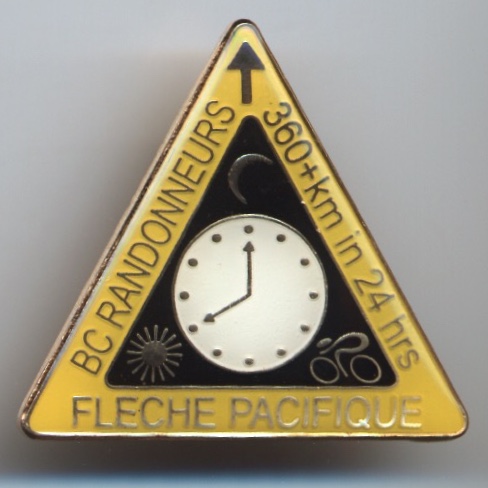 BC RANDONNEURS
360+km in 24 hrs
FLECHE PACIFIQUE